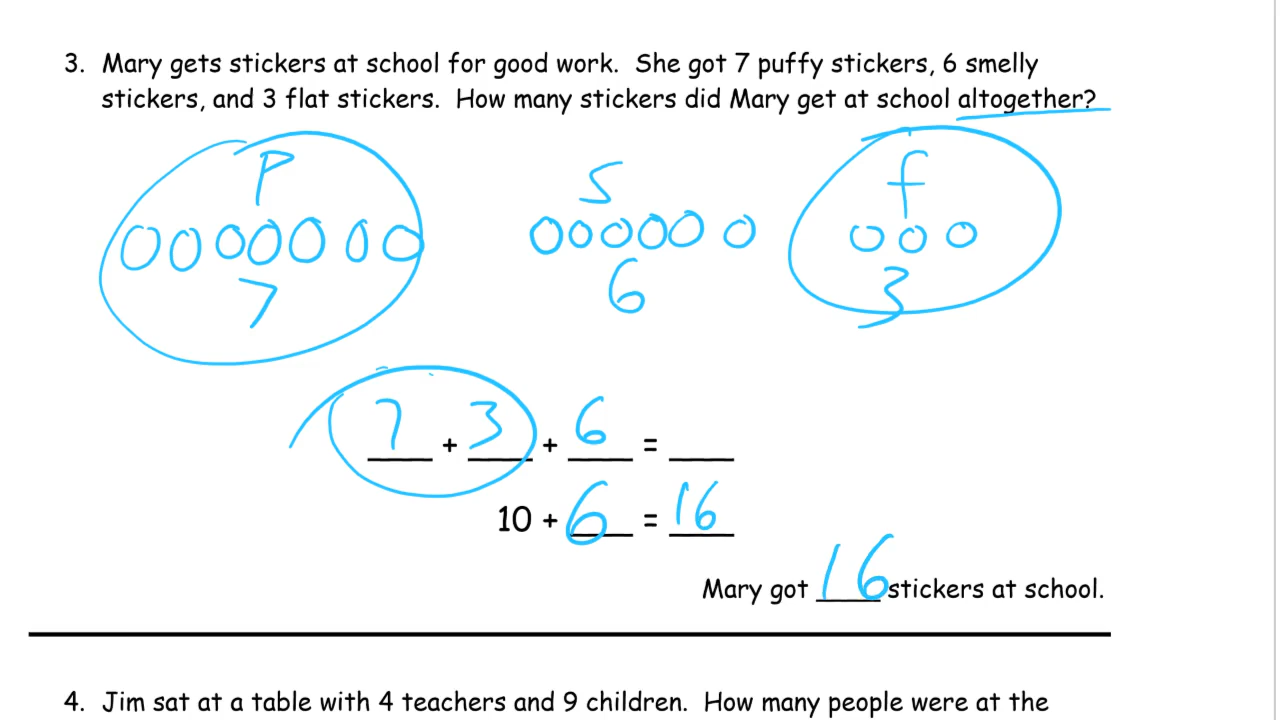 3. Mary gets stickers at school for good work. She got 7 puffy stickers, 6 smelly
stickers, and 3 flat stickers. How many stickers did Mary get at school altogether?
P S f
0000000 000000 000
7 6 3
7 + 3 + 6 = ___
10 + 6 = 16
Mary got 16 stickers at school.
4. Jim sat at a table with 4 teachers and 9 children. How many people were at the